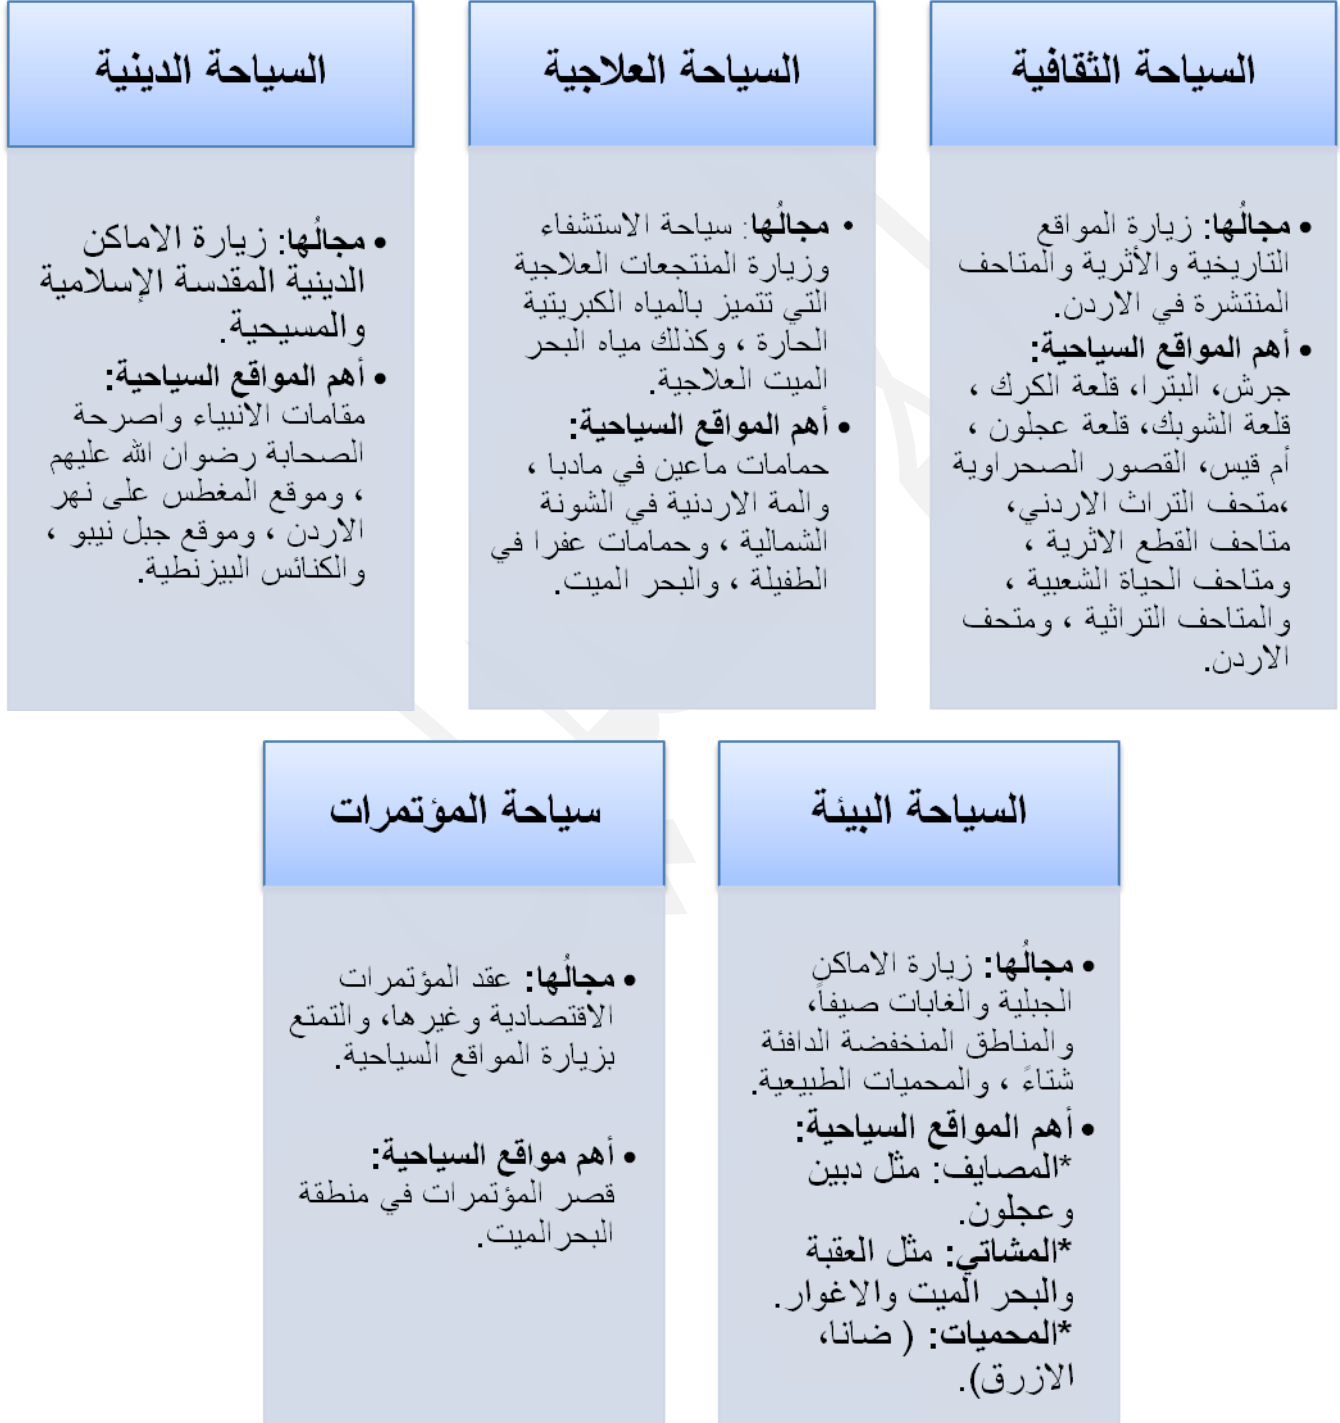 السياحة الثقافية
• مجالُها: زيارة المواقع
التاريخية والأثرية والمتاحف
المنتشرة في الاردن.
• أهم المواقع السياحية:
جرش، البترا، قلعة الكرك ،
قلعة الشوبك، قلعة عجلون ،
أم قيس، القصور الصحراوية
،متحف التراث الاردني،
متاحف القطع الاثرية ،
ومتاحف الحياة الشعبية ،
والمتاحف التراثية ، ومتحف
الاردن.
السياحة العلاجية
• مجالُها: سياحة الاستشفاء
وزيارة المنتجعات العلاجية
التي تتميز بالمياه الكبريتية
الحارة ، وكذلك مياه البحر
الميت العلاجية.
• أهم المواقع السياحية:
حمامات ماعين في مادبا ،
والمة الاردنية في الشونة
الشمالية ، وحمامات عفرا في
الطفيلة ، والبحر الميت.
السياحة الدينية
• مجالُها: زيارة الاماكن
الدينية المقدسة الإسلامية
والمسيحية.
• أهم المواقع السياحية:
مقامات الانبياء واصرحة
الصحابة رضوان الله عليهم
، وموقع المغطس على نهر
الاردن ، وموقع جبل نيبو ،
والكنائس البيزنطية.
السياحة البيئة
• مجالُها: زيارة الاماكن
الجبلية والغابات صيفاً،
والمناطق المنخفضة الدافئة
شتاءً ، والمحميات الطبيعية.
• أهم المواقع السياحية:
*المصايف: مثل دبين
وعجلون.
*المشاتي: مثل العقبة
والبحر الميت والاغوار.
*المحميات: ( ضانا،
الازرق).
سياحة المؤتمرات
• مجالُها: عقد المؤتمرات
الاقتصادية وغيرها، والتمتع
بزيارة المواقع السياحية.
• أهم مواقع السياحية:
قصر المؤتمرات في منطقة
البحرالميت.